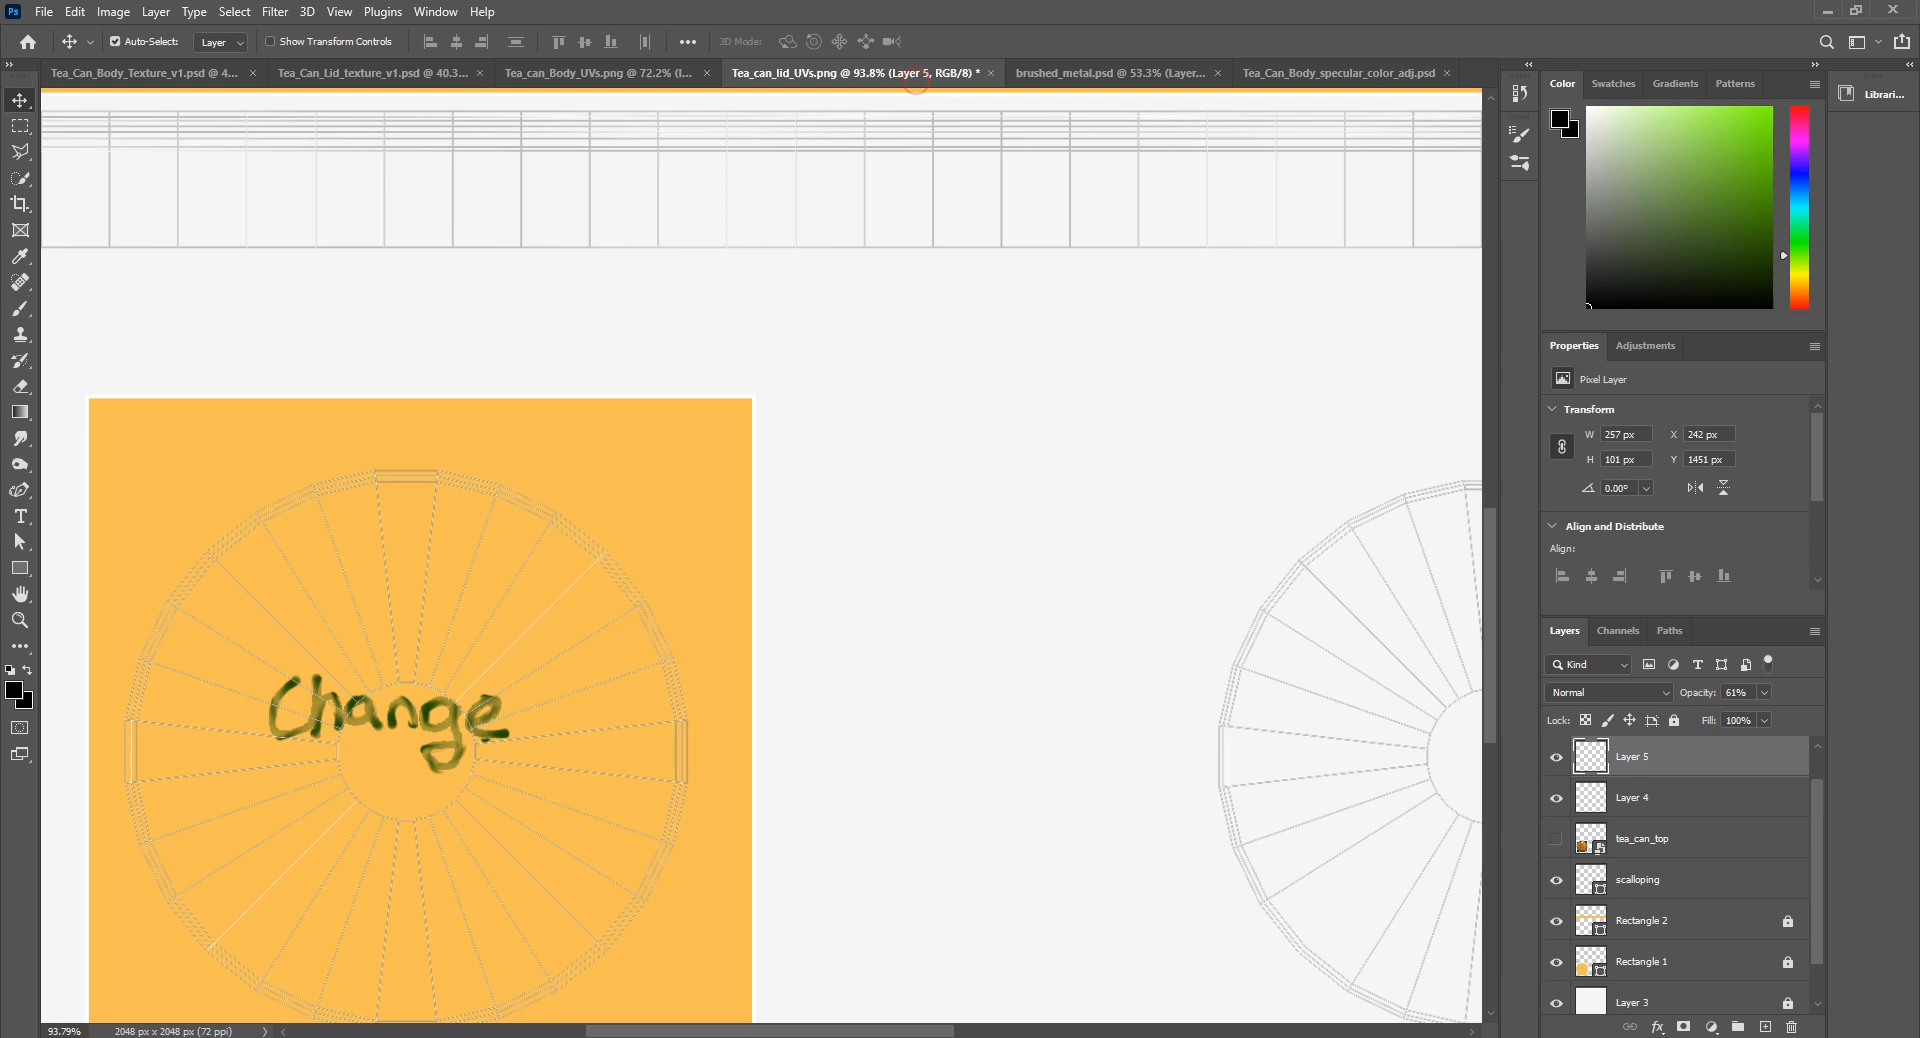 Ps File Edit Image Layer Type Select Filter 3D View Plugins Window Help
Auto-Select: Layer Show Transform Controls 3D Mode:
Tea_Can_Body_Texture_v1.psd @ 4... Tea_Can_Lid_texture_v1.psd @ 40.3... Tea_can_Body_UVs.png @ 72.2% (I... Tea_can_lid_UVs.png @ 93.8% (Layer 5, RGB/8) * brushed_metal.psd @ 53.3% (Layer... Tea_Can_Body_specular_color_adj.psd
Color Swatches Gradients Patterns
Librari...
Properties Adjustments
Pixel Layer
Transform
W 257 px X 242 px
H 101 px Y 1451 px
0.00°
Align and Distribute
Align:
Change
Layers Channels Paths
Kind
Normal Opacity: 61%
Lock: Fill: 100%
Layer 5
Layer 4
tea_can_top
scalloping
Rectangle 2
Rectangle 1
Layer 3
93.79% 2048 px x 2048 px (72 ppi)